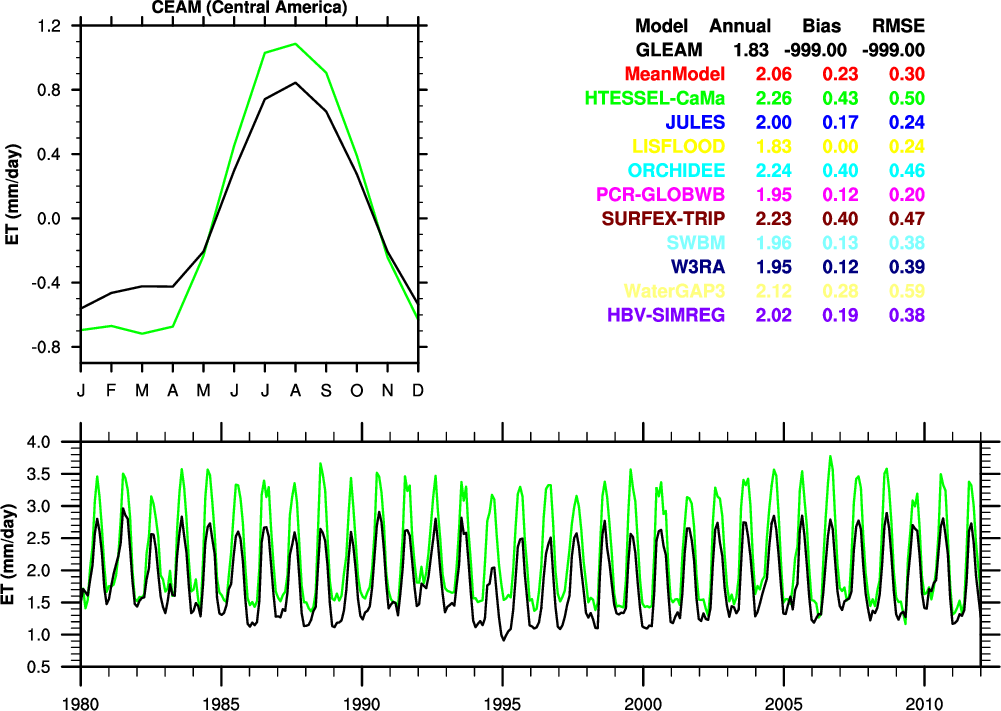 CEAM (Central America)
1.2
0.8
0.4
0.0
-0.4
-0.8
ET (mm/day)
J F M A M J J A S O N D
Model Annual Bias RMSE
GLEAM 1.83 -999.00 -999.00
MeanModel 2.06 0.23 0.30
HTESSEL-CaMa 2.26 0.43 0.50
JULES 2.00 0.17 0.24
LISFLOOD 1.83 0.00 0.24
ORCHIDEE 2.24 0.40 0.46
PCR-GLOBWB 1.95 0.12 0.20
SURFEX-TRIP 2.23 0.40 0.47
SWBM 1.96 0.13 0.38
W3RA 1.95 0.12 0.39
WaterGAP3 2.12 0.28 0.59
HBV-SIMREG 2.02 0.19 0.38
4.0
3.5
3.0
2.5
2.0
1.5
1.0
0.5
ET (mm/day)
1980 1985 1990 1995 2000 2005 2010